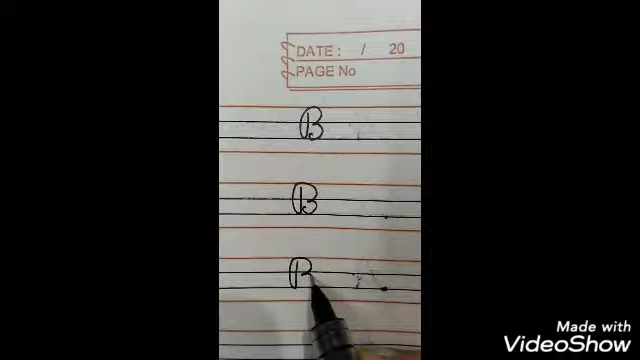 DATE : / 20
PAGE No
B
B
B
Made with
VideoShow